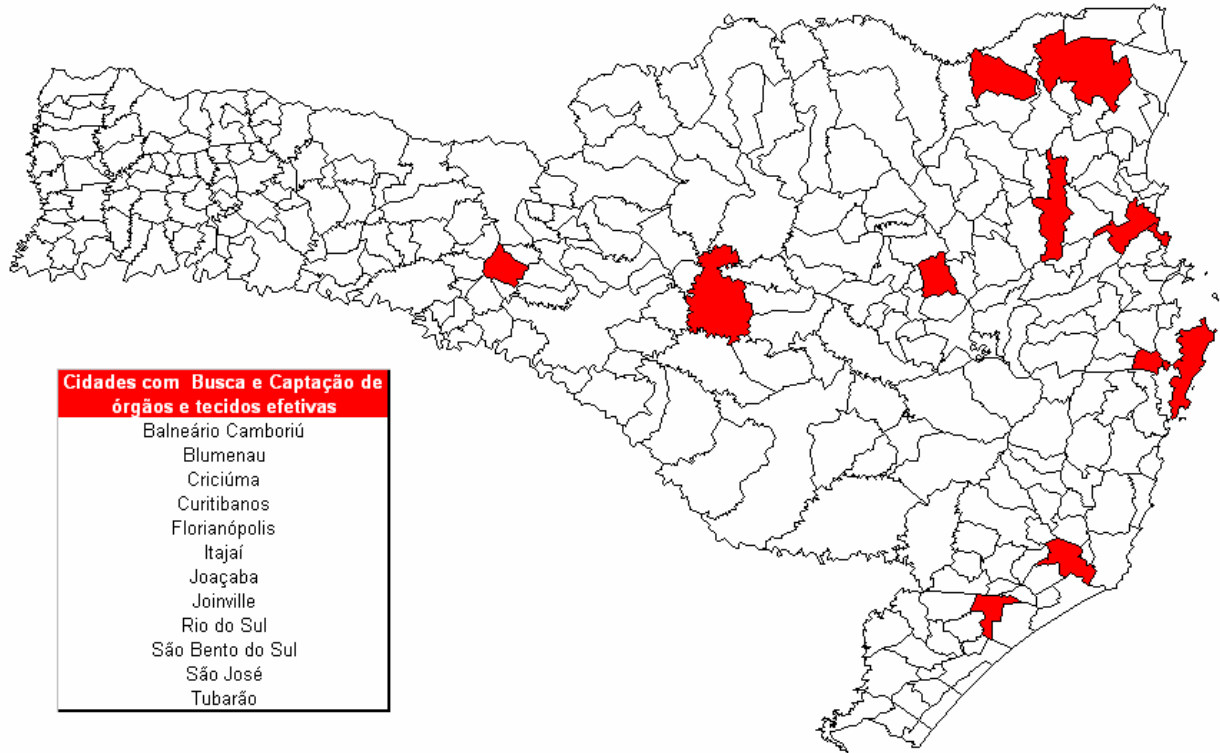 Cidades com Busca e Captação de
órgãos e tecidos efetivas
Balneário Camboriú
Blumenau
Criciúma
Curitibanos
Florianópolis
Itajaí
Joaçaba
Joinville
Rio do Sul
São Bento do Sul
São José
Tubarão